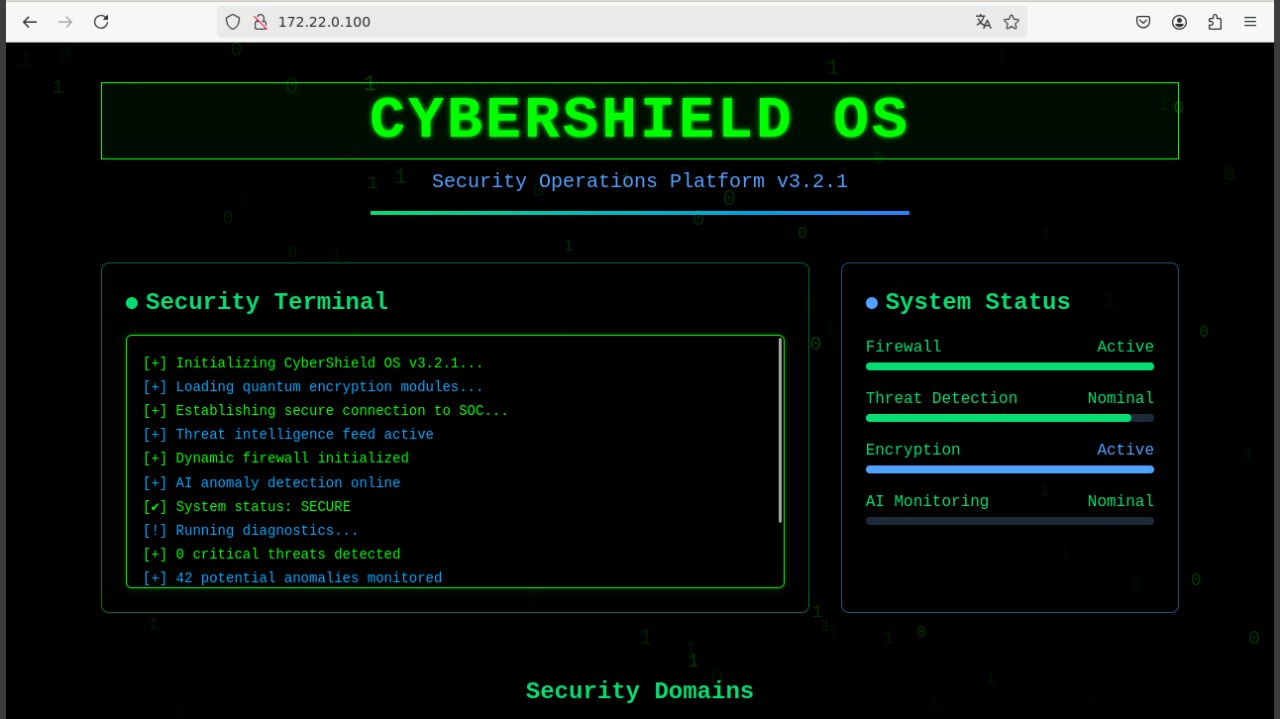 172.22.0.100
CYBERSHIELD OS
Security Operations Platform v3.2.1
Security Terminal
[+] Initializing CyberShield OS v3.2.1...
[+] Loading quantum encryption modules...
[+] Establishing secure connection to SOC...
[+] Threat intelligence feed active
[+] Dynamic firewall initialized
[+] AI anomaly detection online
[✔] System status: SECURE
[!] Running diagnostics...
[+] 0 critical threats detected
[+] 42 potential anomalies monitored
System Status
Firewall Active
Threat Detection Nominal
Encryption Active
AI Monitoring Nominal
Security Domains